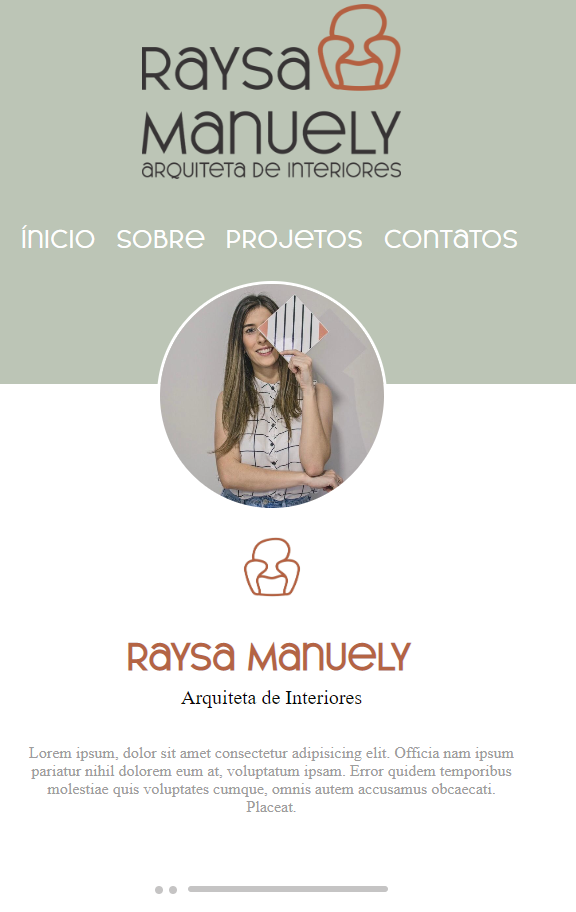 Raysa
Manuely
arquiteta de interiores
Ínicio sobre projetos contatos
Raysa Manuely
Arquiteta de Interiores
Lorem ipsum, dolor sit amet consectetur adipisicing elit. Officia nam ipsum
pariatur nihil dolorem eum at, voluptatum ipsam. Error quidem temporibus
molestiae quis voluptates cumque, omnis autem accusamus obcaecati.
Placeat.